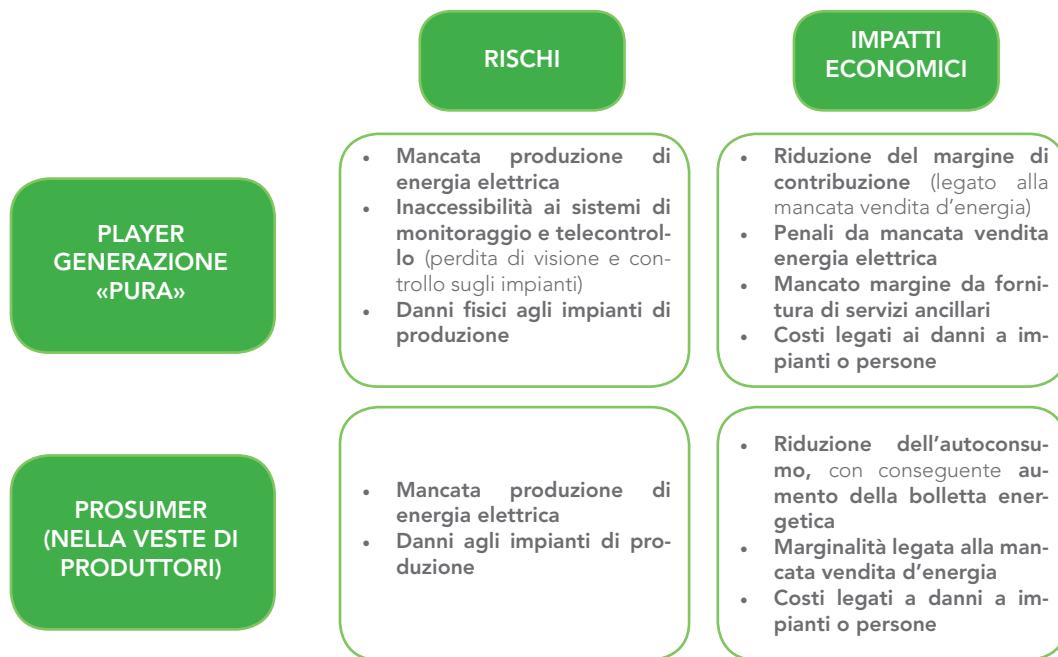 RISCHI
IMPATTI
ECONOMICI
PLAYER
GENERAZIONE
«PURA»
• Mancata produzione di
energia elettrica
• Inaccessibilità ai sistemi di
monitoraggio e telecontrol-
lo (perdita di visione e con-
trollo sugli impianti)
• Danni fisici agli impianti di
produzione
• Riduzione del margine di
contribuzione (legato alla
mancata vendita d’energia)
• Penali da mancata vendita
energia elettrica
• Mancato margine da forni-
tura di servizi ancillari
• Costi legati ai danni a im-
pianti o persone
PROSUMER
(NELLA VESTE DI
PRODUTTORI)
• Mancata produzione di
energia elettrica
• Danni agli impianti di pro-
duzione
• Riduzione dell’autoconsu-
mo, con conseguente au-
mento della bolletta ener-
getica
• Marginalità legata alla man-
cata vendita d’energia
• Costi legati a danni a im-
pianti o persone